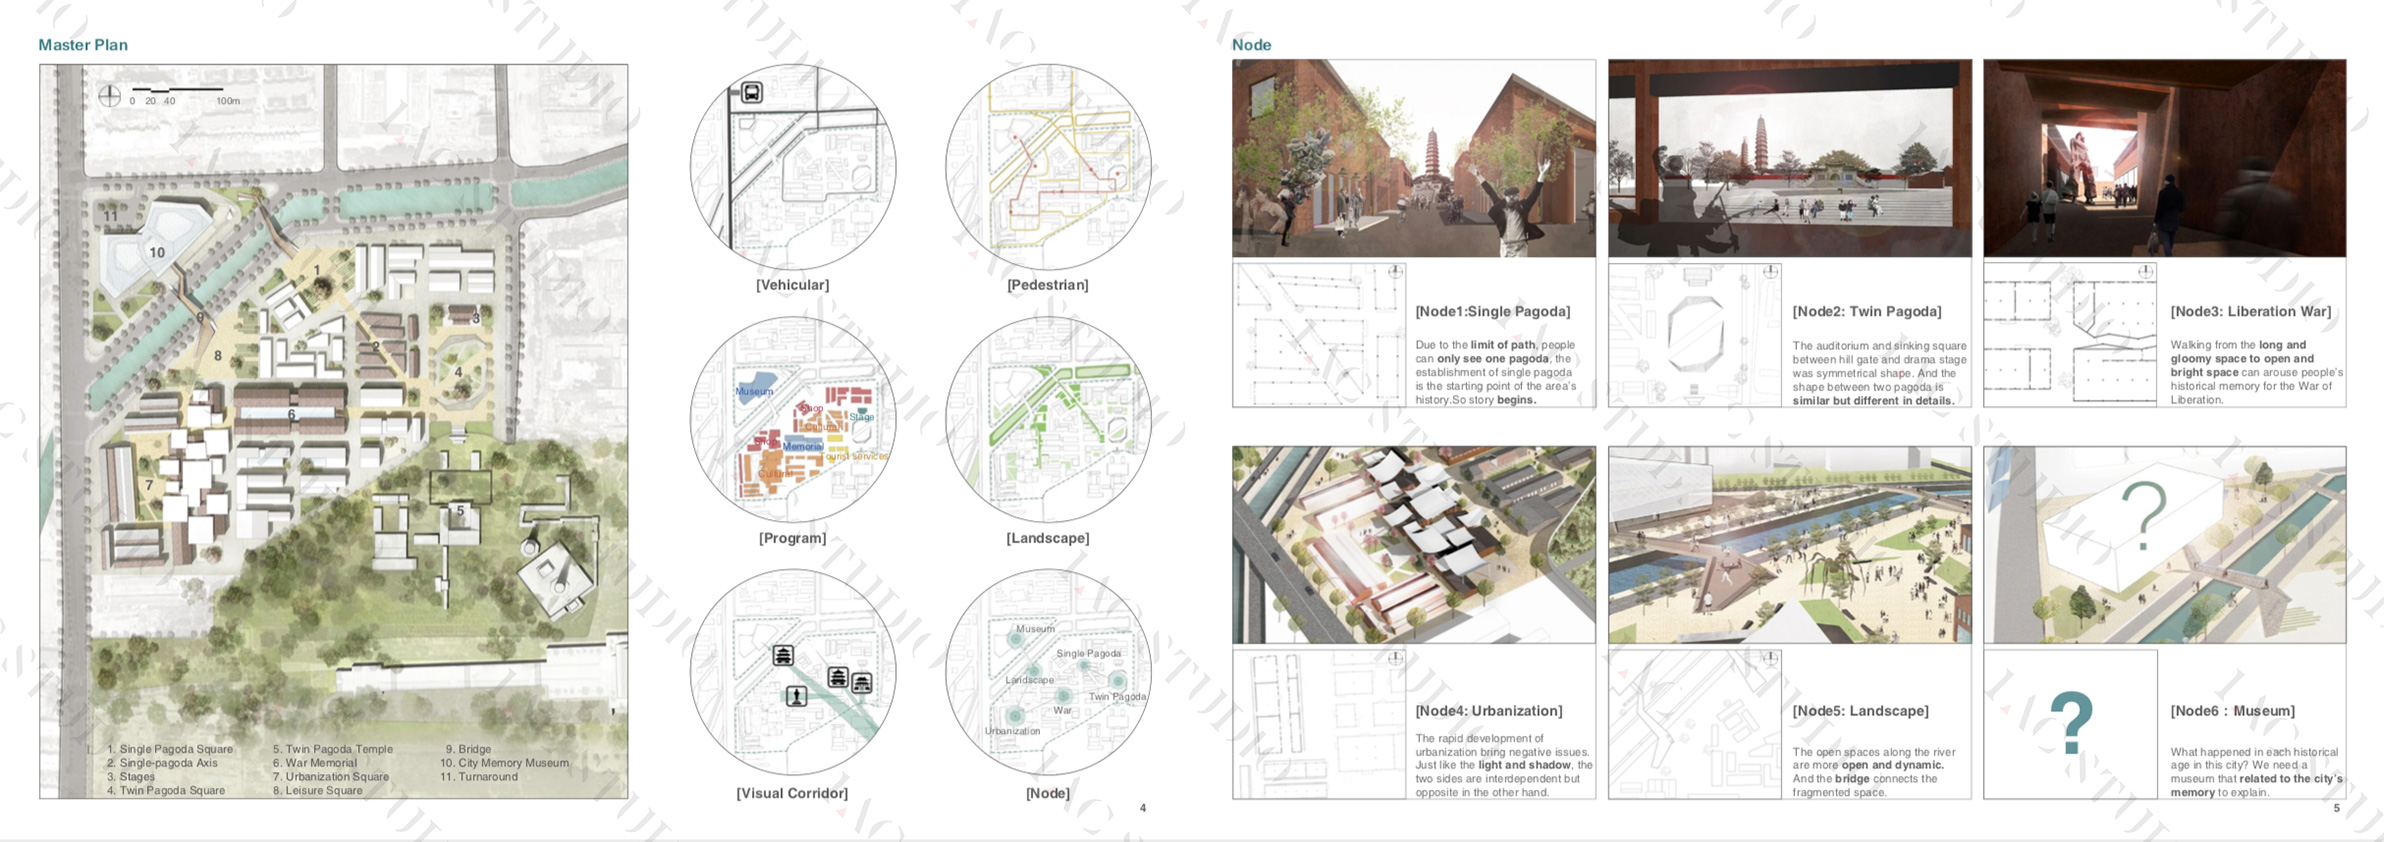 Master Plan
0 20 40 100m
11
10
1
9
8
3
2
4
6
7
5
1. Single Pagoda Square
2. Single-pagoda Axis
3. Stages
4. Twin Pagoda Square
5. Twin Pagoda Temple
6. War Memorial
7. Urbanization Square
8. Leisure Square
9. Bridge
10. City Memory Museum
11. Turnaround
[Vehicular]
[Pedestrian]
Museum
Shop
Stage
Cultural
Shop
Memorial
Tourist services
Cultural
[Program]
[Landscape]
[Visual Corridor]
Museum
Single Pagoda
Landscape
Twin Pagoda
War
Urbanization
[Node]
4
Node
[Node1:Single Pagoda]
Due to the limit of path, people
can only see one pagoda, the
establishment of single pagoda
is the starting point of the area's
history.So story begins.
[Node2: Twin Pagoda]
The auditorium and sinking square
between hill gate and drama stage
was symmetrical shape. And the
shape between two pagoda is
similar but different in details.
[Node3: Liberation War]
Walking from the long and
gloomy space to open and
bright space can arouse people's
historical memory for the War of
Liberation.
[Node4: Urbanization]
The rapid development of
urbanization bring negative issues.
Just like the light and shadow, the
two sides are interdependent but
opposite in the other hand.
[Node5: Landscape]
The open spaces along the river
are more open and dynamic.
And the bridge connects the
fragmented space.
?
?
[Node6 : Museum]
What happened in each historical
age in this city? We need a
museum that related to the city's
memory to explain.
5
1 AC STUDIO